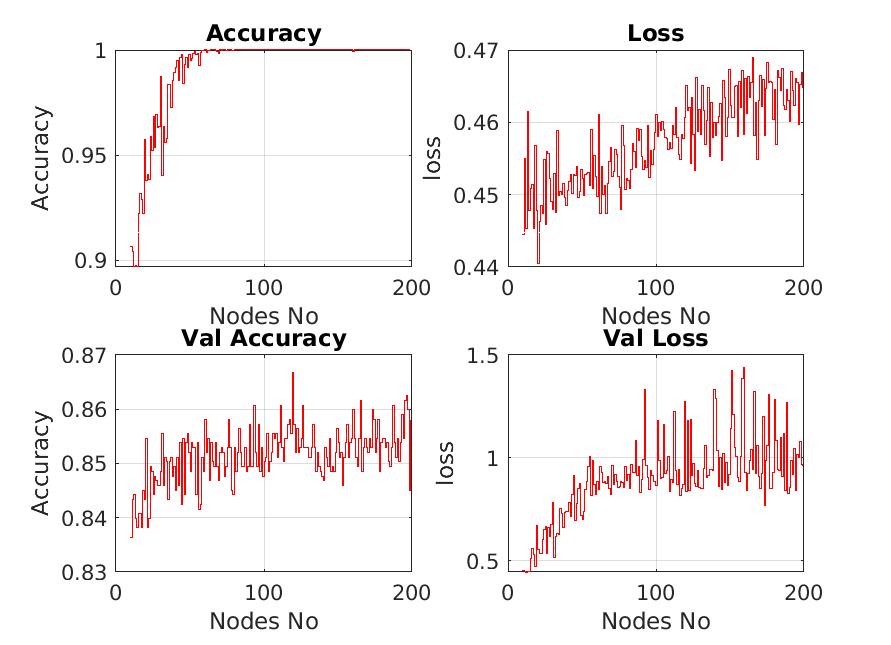 Accuracy
Loss
1
0.95
0.9
Accuracy
0
100
200
Nodes No
0.47
0.46
0.45
0.44
loss
0
100
200
Nodes No
Val Accuracy
Val Loss
0.87
0.86
0.85
0.84
0.83
Accuracy
0
100
200
Nodes No
1.5
1
0.5
loss
0
100
200
Nodes No